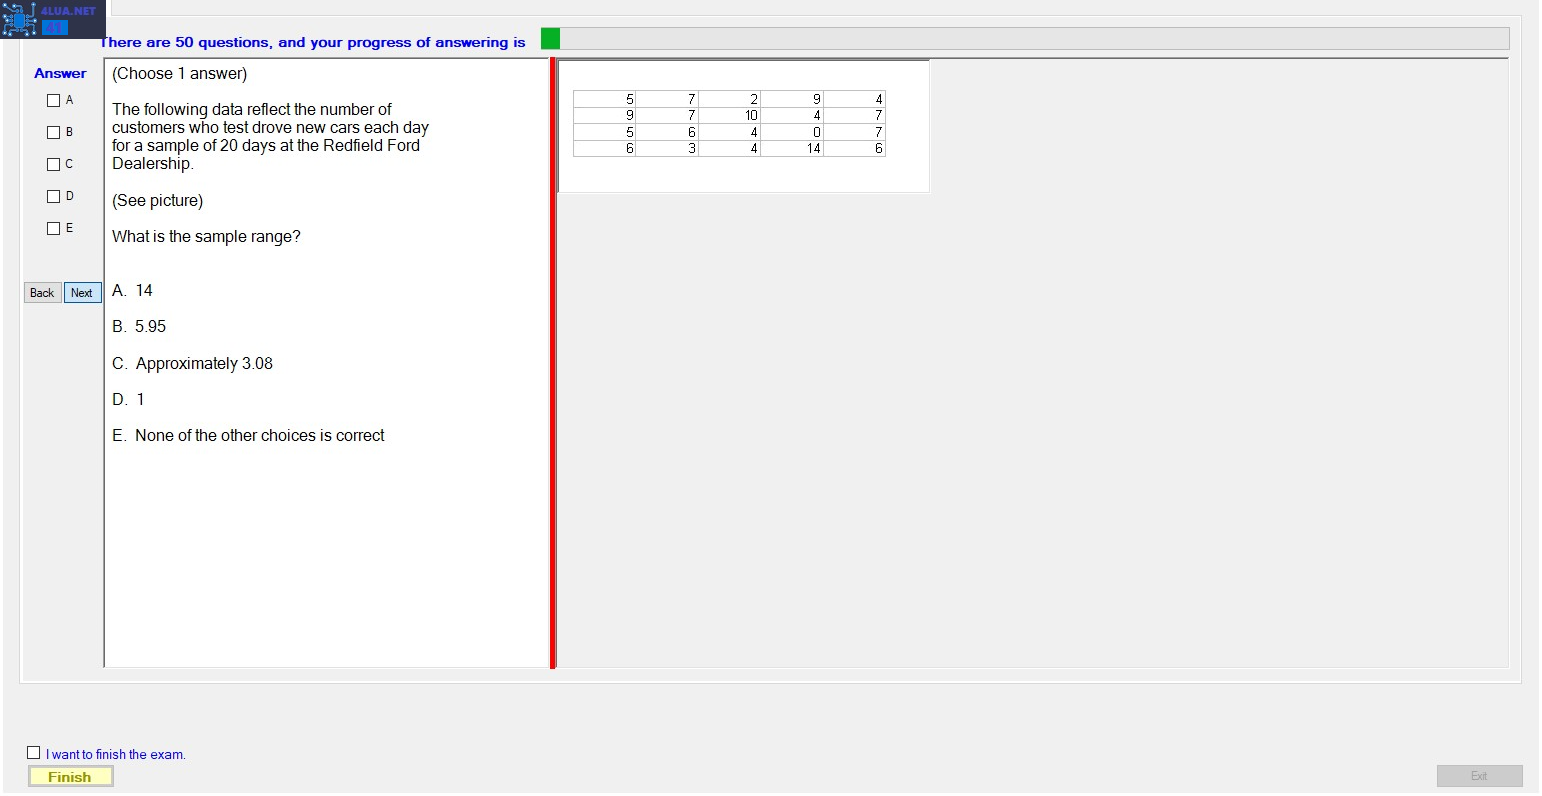 4LUA.NET
41
There are 50 questions, and your progress of answering is
Answer
A
B
C
D
E
Back Next
(Choose 1 answer)
The following data reflect the number of
customers who test drove new cars each day
for a sample of 20 days at the Redfield Ford
Dealership.
(See picture)
What is the sample range?
A. 14
B. 5.95
C. Approximately 3.08
D. 1
E. None of the other choices is correct
5 7 2 9 4
9 7 10 4 7
5 6 4 0 7
6 3 4 14 6
I want to finish the exam.
Finish
Exit